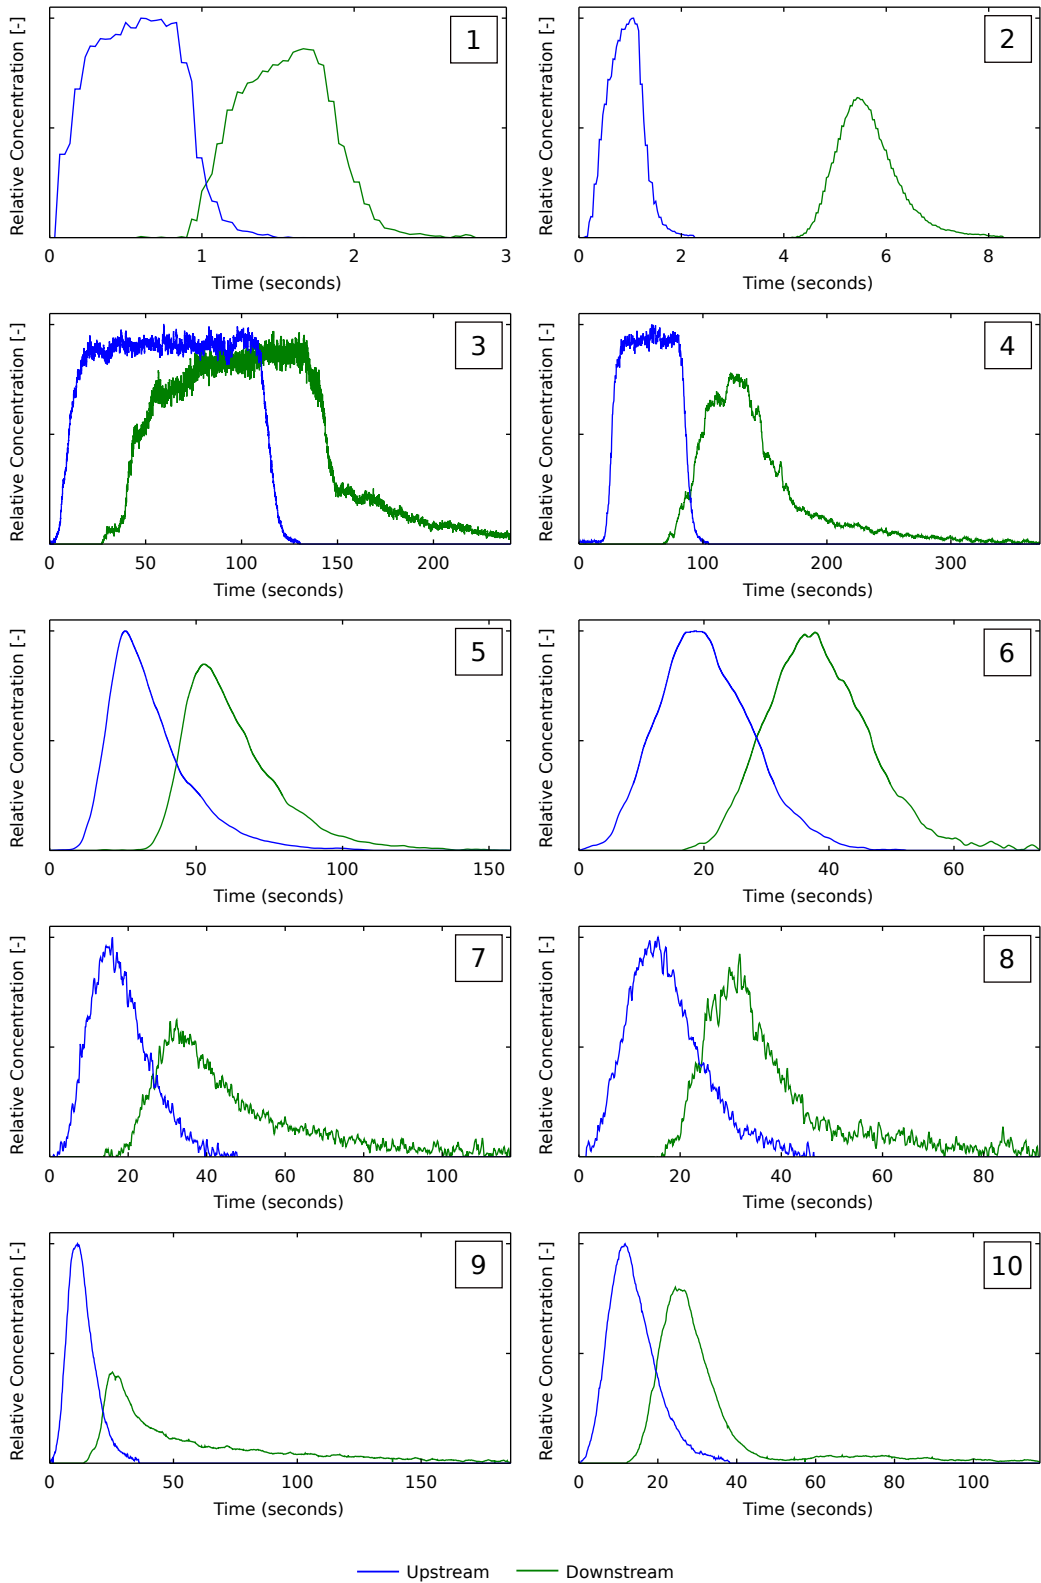 Relative Concentration [-]
1
0 1 2 3
Time (seconds)
Relative Concentration [-]
2
0 2 4 6 8
Time (seconds)
Relative Concentration [-]
3
0 50 100 150 200
Time (seconds)
Relative Concentration [-]
4
0 100 200 300
Time (seconds)
Relative Concentration [-]
5
0 50 100 150
Time (seconds)
Relative Concentration [-]
6
0 20 40 60
Time (seconds)
Relative Concentration [-]
7
0 20 40 60 80 100
Time (seconds)
Relative Concentration [-]
8
0 20 40 60 80
Time (seconds)
Relative Concentration [-]
9
0 50 100 150
Time (seconds)
Relative Concentration [-]
10
0 20 40 60 80 100
Time (seconds)
Upstream Downstream